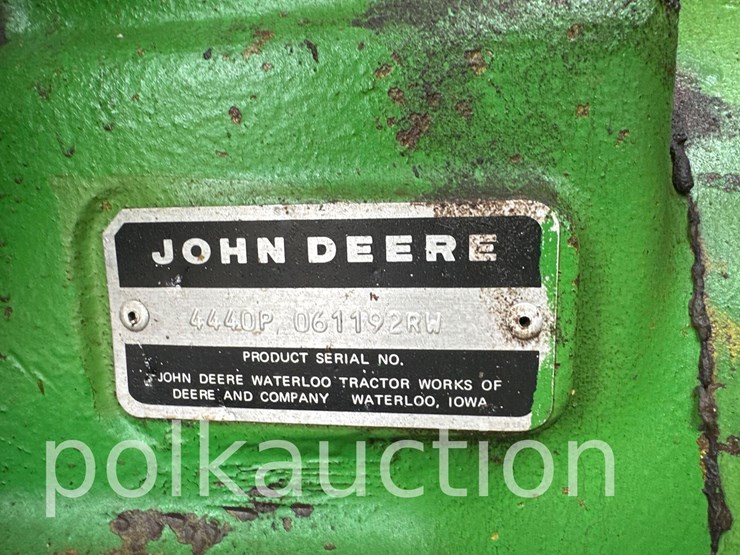 JOHN DEERE
4440P 061192RW
PRODUCT SERIAL NO.
JOHN DEERE WATERLOO TRACTOR WORKS OF
DEERE AND COMPANY WATERLOO, IOWA
polkauction